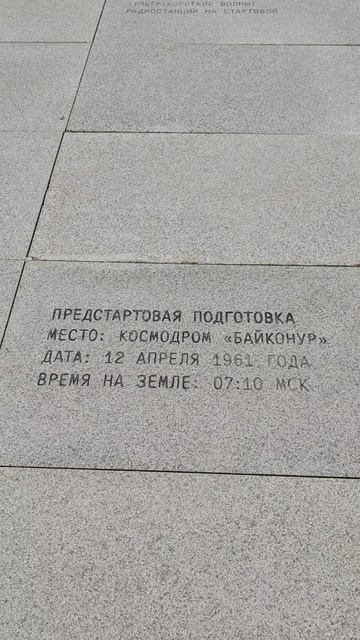 (УЛЬТРАКОРОТКИЕ ВОЛНЫ)
РАДИОСТАНЦИИ НА СТАРТОВОЙ
ПРЕДСТАРТОВАЯ ПОДГОТОВКА
МЕСТО: КОСМОДРОМ «БАЙКОНУР»
ДАТА: 12 АПРЕЛЯ 1961 ГОДА
ВРЕМЯ НА ЗЕМЛЕ: 07:10 МСК